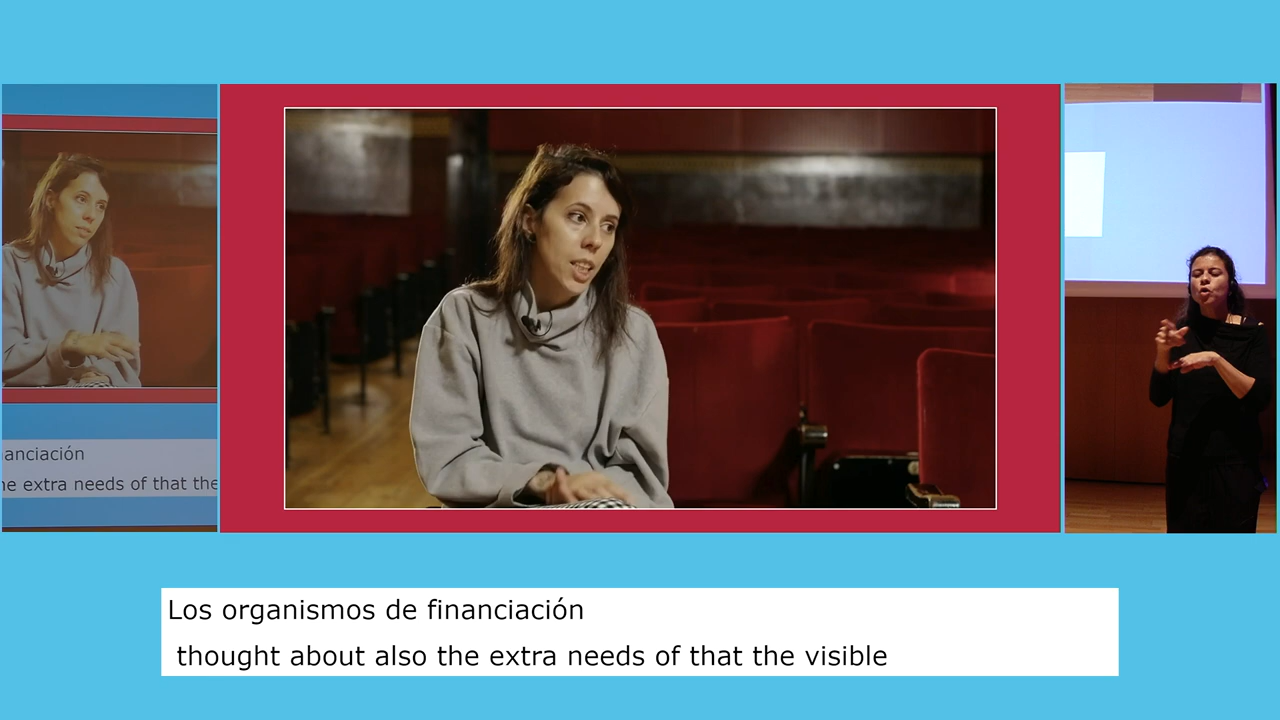 anciación
he extra needs of that the
Los organismos de financiación
thought about also the extra needs of that the visible